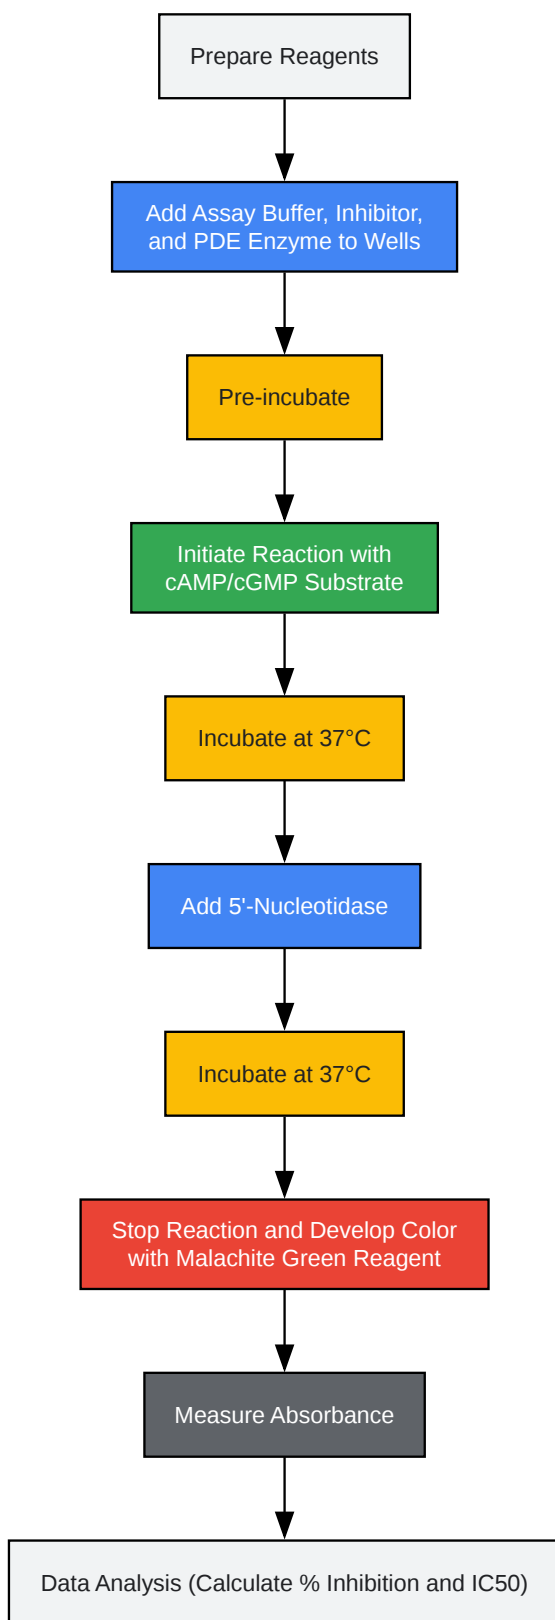 Prepare Reagents
Add Assay Buffer, Inhibitor,
and PDE Enzyme to Wells
Pre-incubate
Initiate Reaction with
cAMP/cGMP Substrate
Incubate at 37°C
Add 5'-Nucleotidase
Incubate at 37°C
Stop Reaction and Develop Color
with Malachite Green Reagent
Measure Absorbance
Data Analysis (Calculate % Inhibition and IC50)